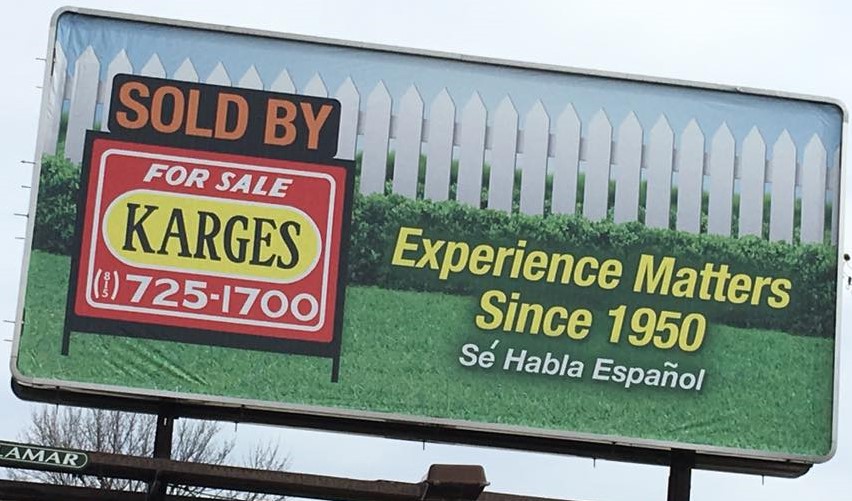 SOLD BY
FOR SALE
KARGES
(815) 725-1700
Experience Matters
Since 1950
Sé Habla Español
LAMAR